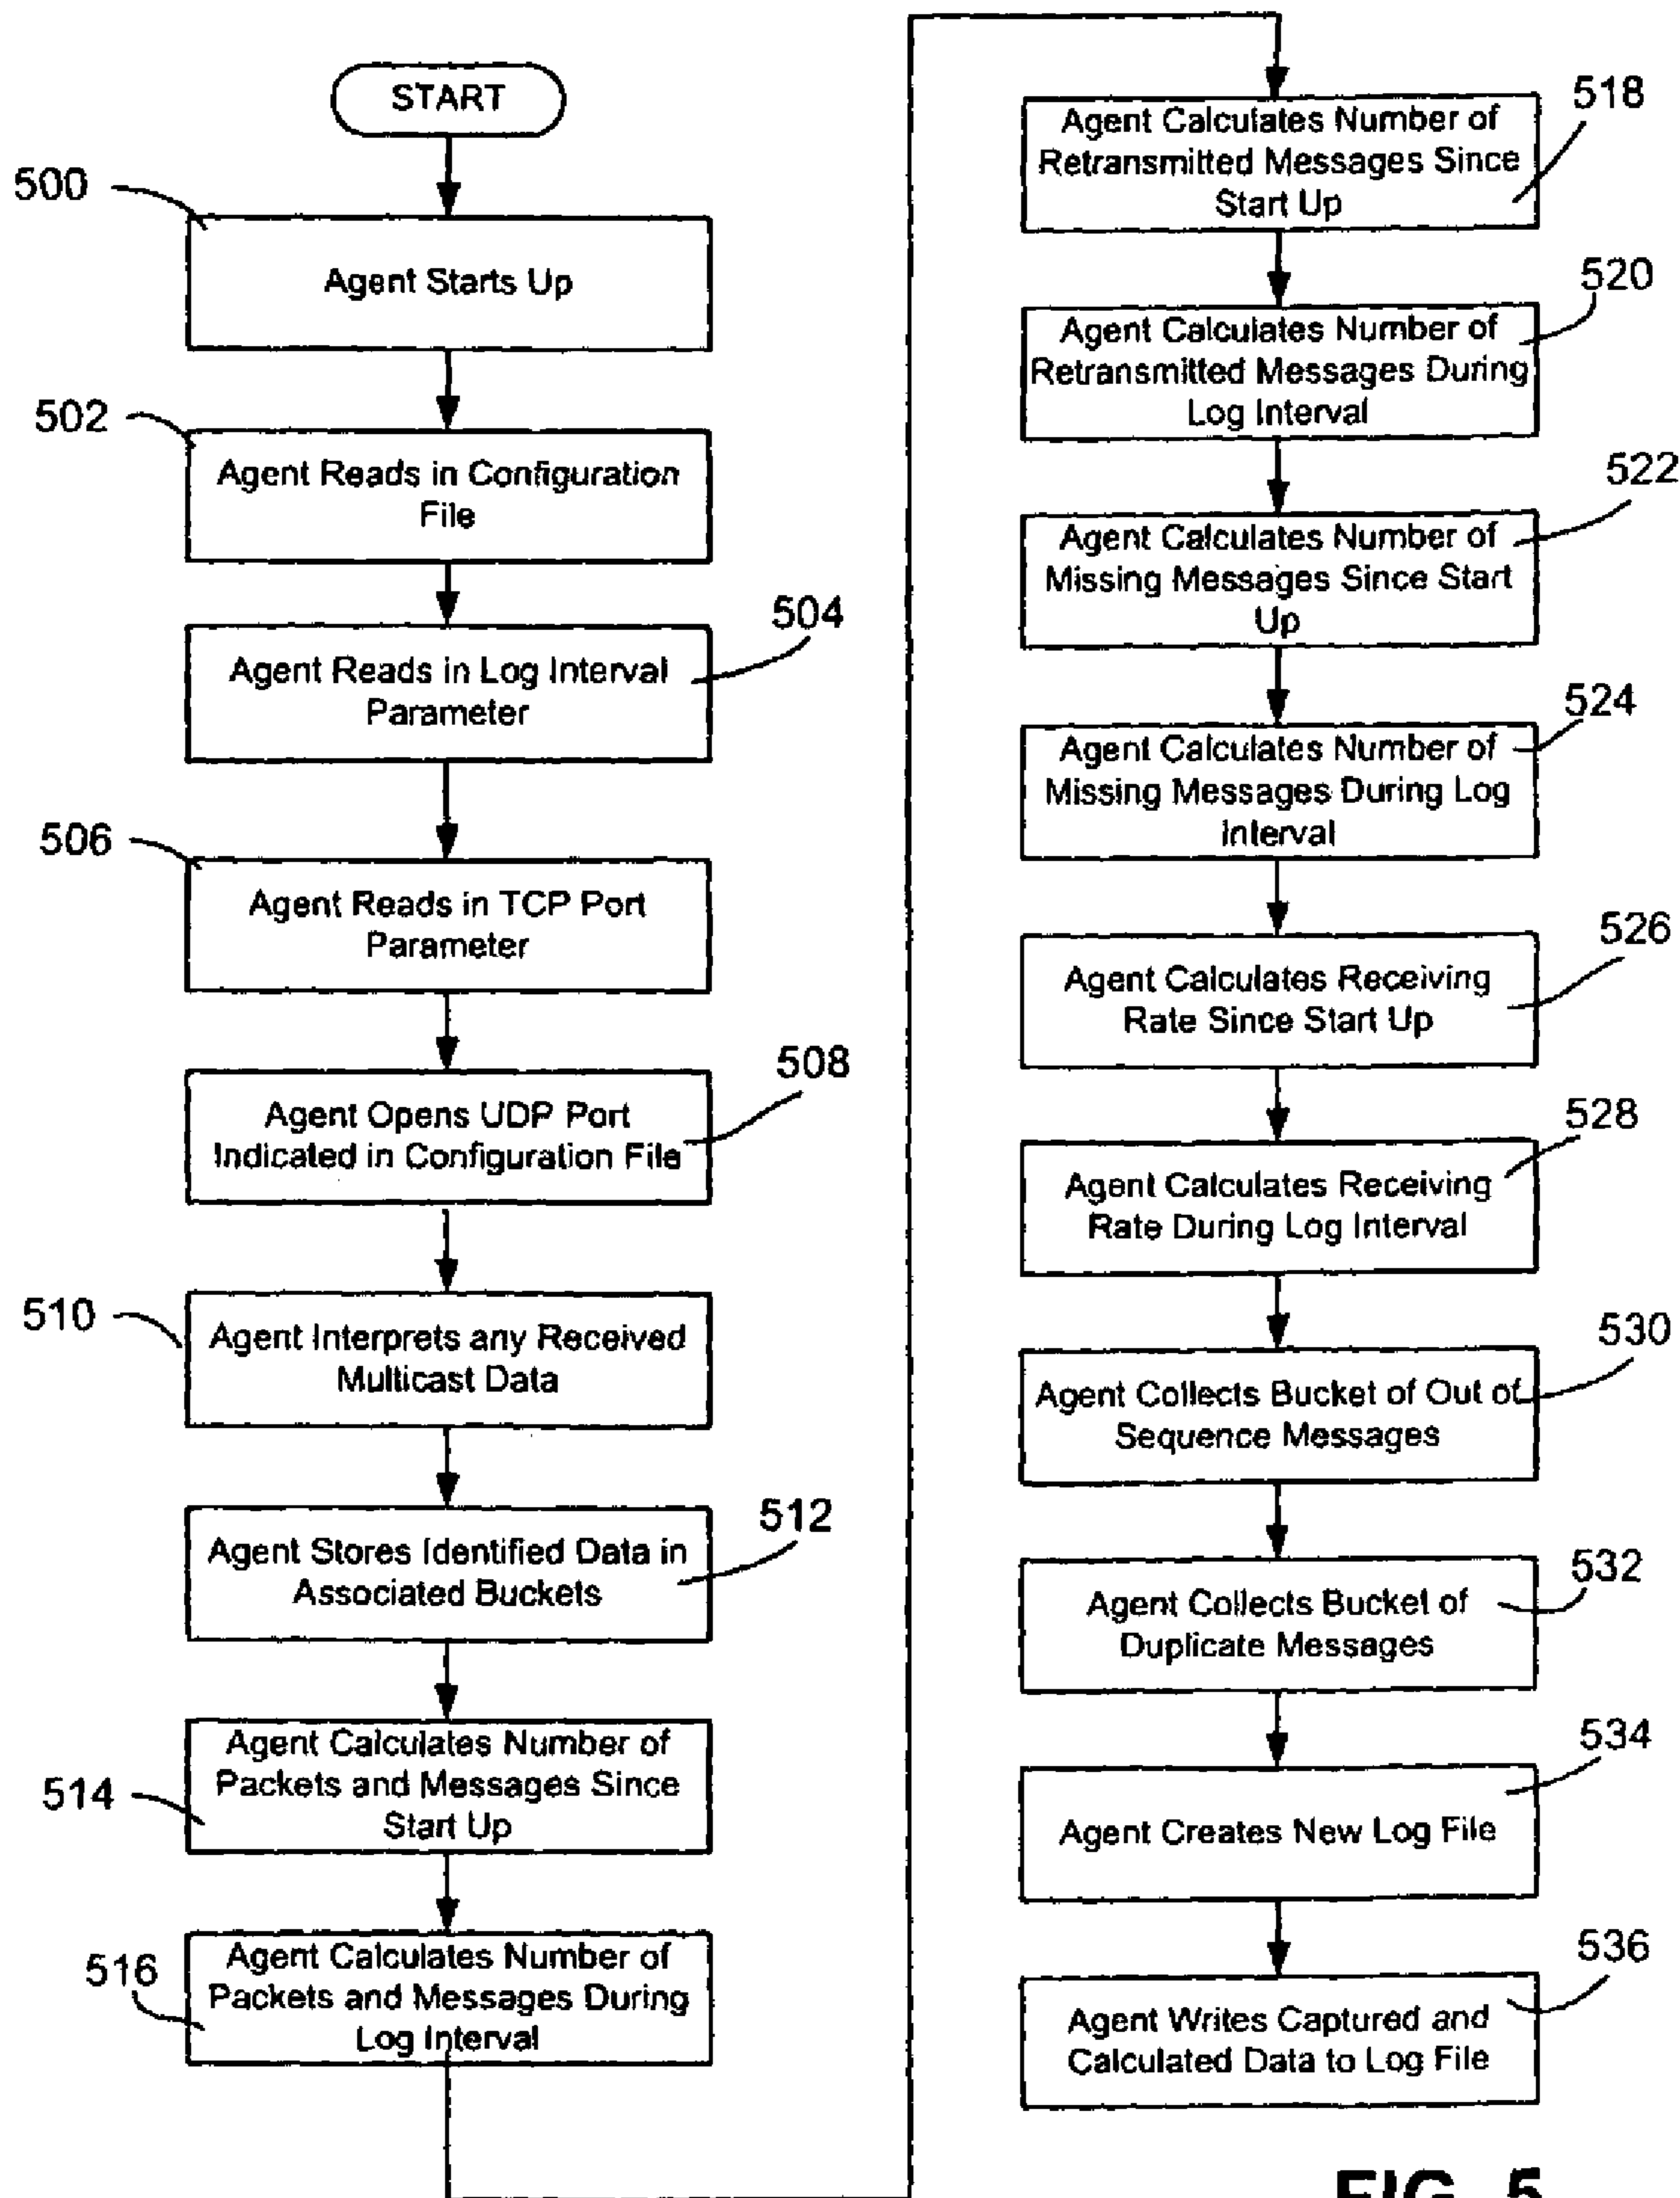 START
500
Agent Starts Up
502
Agent Reads in Configuration
File
504
Agent Reads in Log Interval
Parameter
506
Agent Reads in TCP Port
Parameter
508
Agent Opens UDP Port
Indicated in Configuration File
510
Agent Interprets any Received
Multicast Data
512
Agent Stores Identified Data in
Associated Buckets
514
Agent Calculates Number of
Packets and Messages Since
Start Up
516
Agent Calculates Number of
Packets and Messages During
Log Interval
518
Agent Calculates Number of
Retransmitted Messages Since
Start Up
520
Agent Calculates Number of
Retransmitted Messages During
Log Interval
522
Agent Calculates Number of
Missing Messages Since Start
Up
524
Agent Calculates Number of
Missing Messages During Log
Interval
526
Agent Calculates Receiving
Rate Since Start Up
528
Agent Calculates Receiving
Rate During Log Interval
530
Agent Collects Bucket of Out of
Sequence Messages
532
Agent Collects Bucket of
Duplicate Messages
534
Agent Creates New Log File
536
Agent Writes Captured and
Calculated Data to Log File
FIG. 5